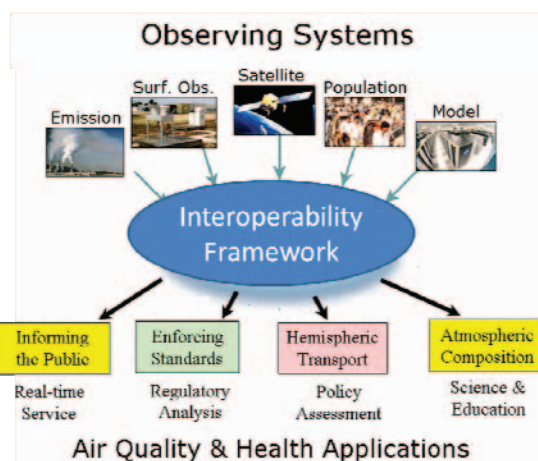 Observing Systems
Emission
Surf. Obs.
Satellite
Population
Model
Interoperability
Framework
Informing
the Public
Enforcing
Standards
Hemispheric
Transport
Atmospheric
Composition
Real-time
Service
Regulatory
Analysis
Policy
Assessment
Science &
Education
Air Quality & Health Applications